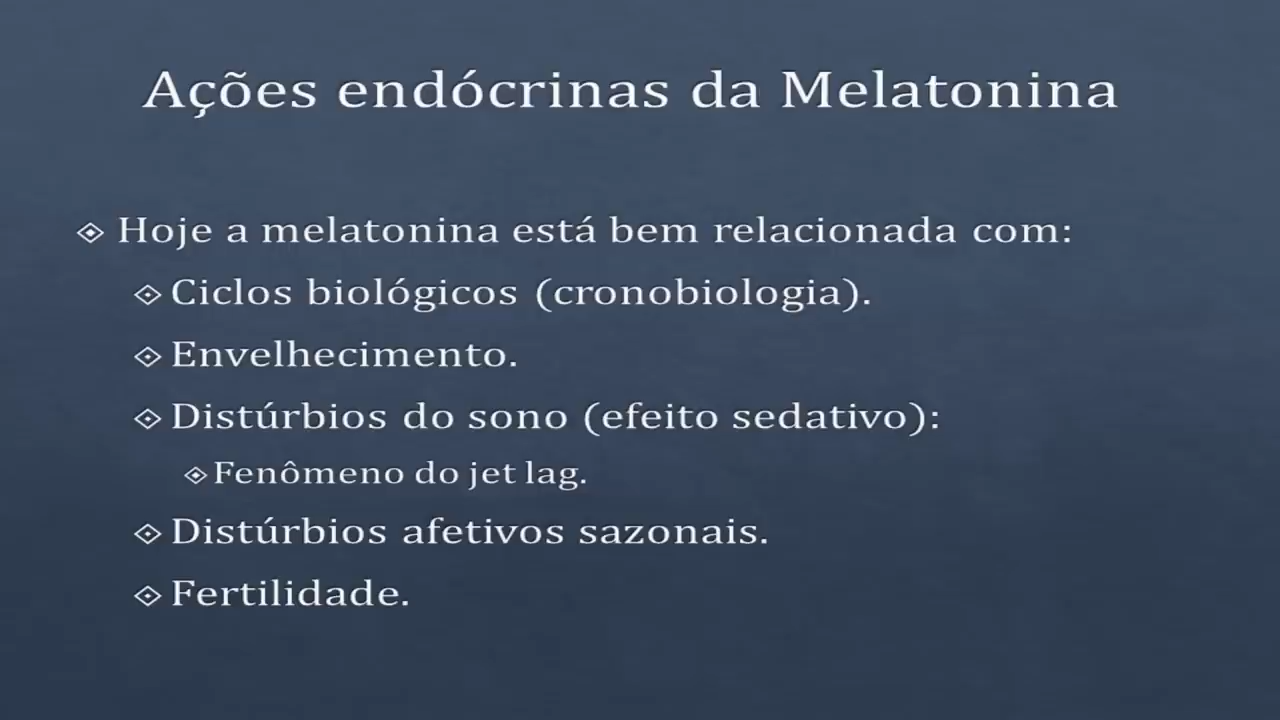 Ações endócrinas da Melatonina
Hoje a melatonina está bem relacionada com:
Ciclos biológicos (cronobiologia).
Envelhecimento.
Distúrbios do sono (efeito sedativo):
Fenômeno do jet lag.
Distúrbios afetivos sazonais.
Fertilidade.